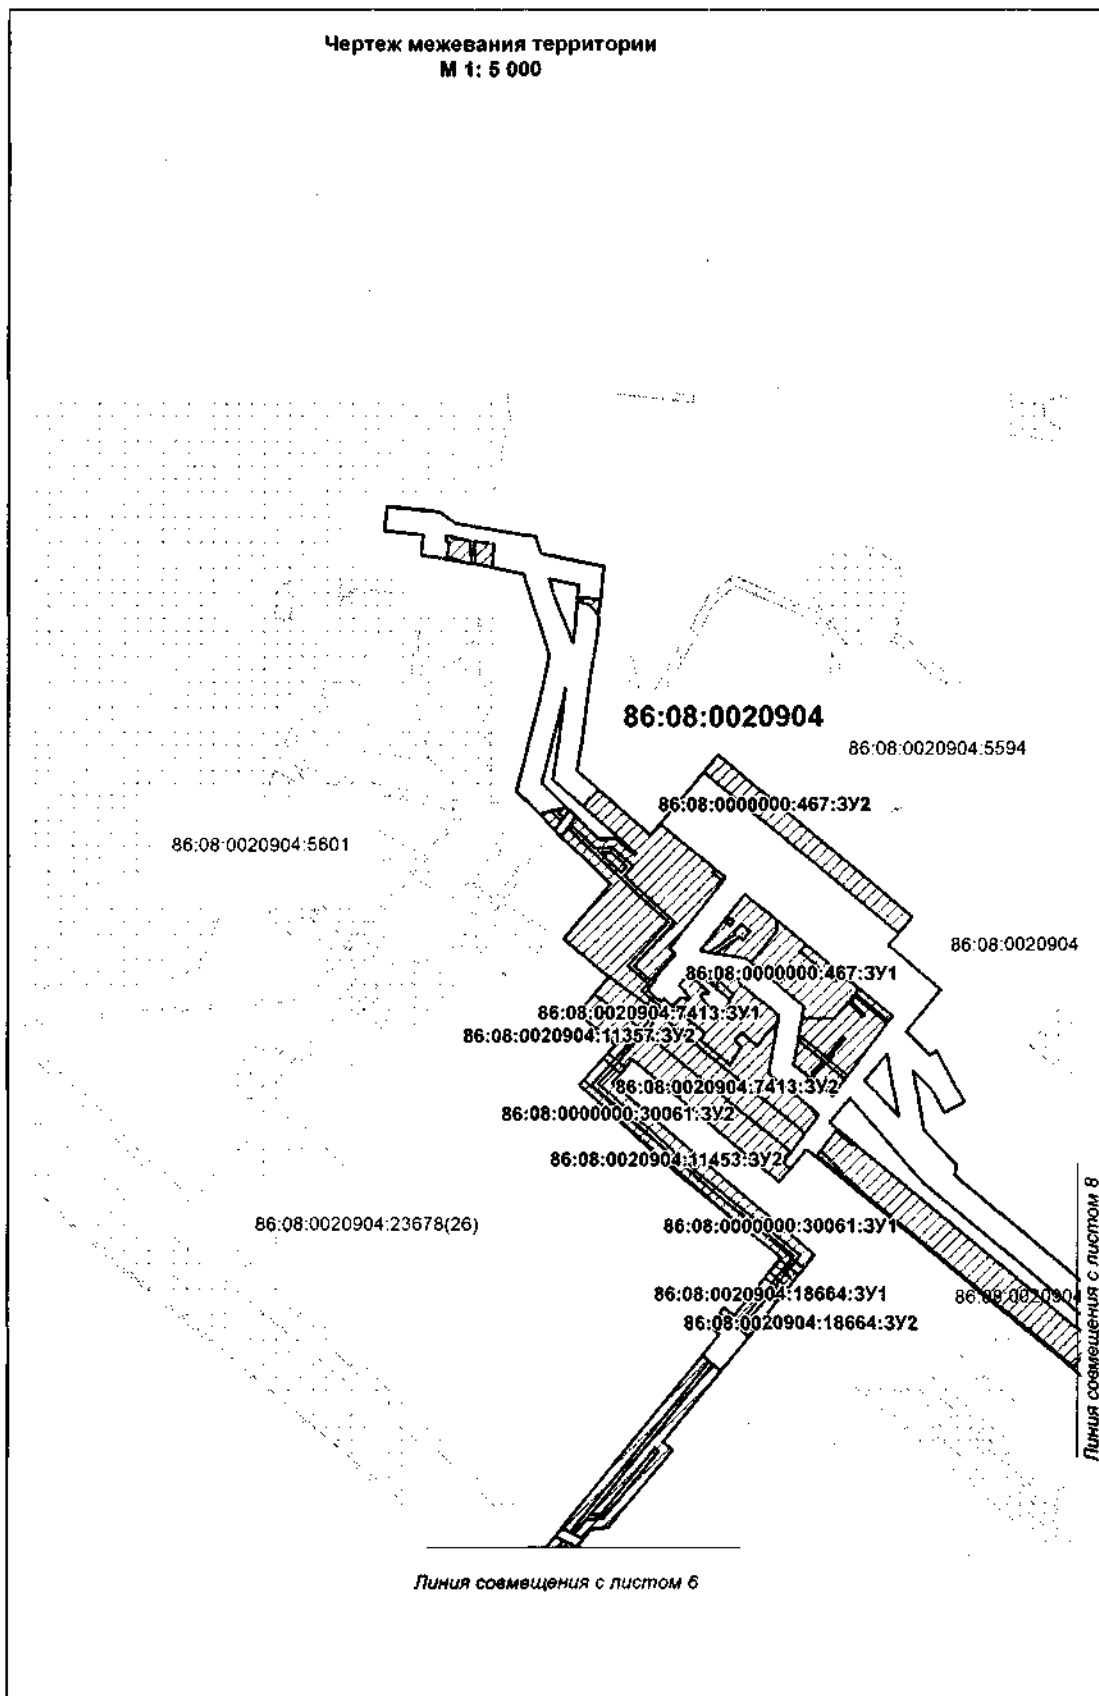 Чертеж межевания территории
М 1: 5 000
86:08:0020904
86:08:0020904:5594
86:08:0000000:467:ЗУ2
86:08:0020904:5601
86:08:0020904
86:08:0000000:467:ЗУ1
86:08:0020904:7413:ЗУ1
86:08:0020904:11357:ЗУ2
86:08:0020904:7413:ЗУ2
86:08:0000000:30061:ЗУ2
86:08:0020904:11453:ЗУ2
86:08:0020904:23678(26)
86:08:0000000:30061:ЗУ1
86:08:0020904:18664:ЗУ1
86:08:0020904
86:08:0020904:18664:ЗУ2
Линия совмещения с листом 8
Линия совмещения с листом 6